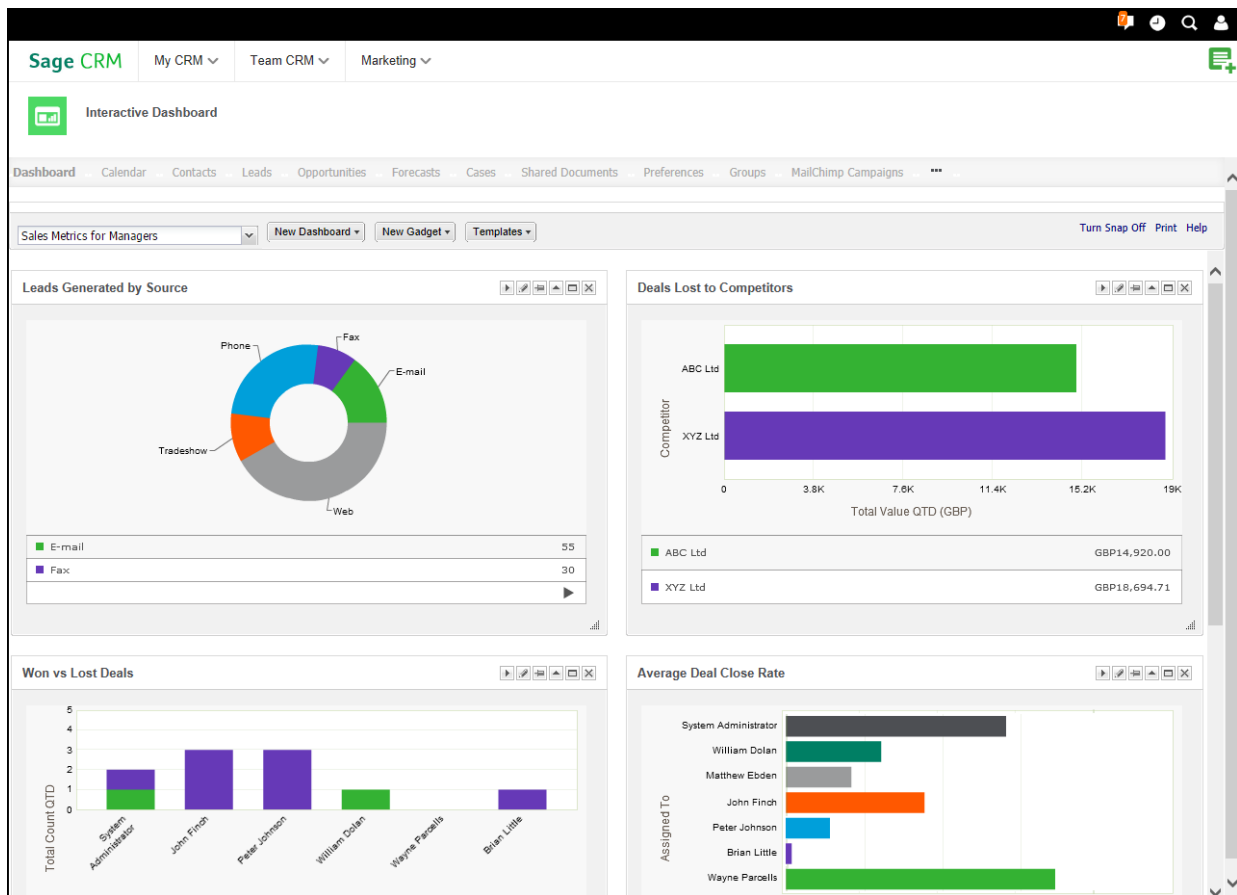 7
Sage CRM My CRM Team CRM Marketing
Interactive Dashboard
Dashboard Calendar Contacts Leads Opportunities Forecasts Cases Shared Documents Preferences Groups MailChimp Campaigns ...
Sales Metrics for Managers New Dashboard New Gadget Templates Turn Snap Off Print Help
Leads Generated by Source
Fax
Phone
E-mail
Tradeshow
Web
E-mail 55
Fax 30
Deals Lost to Competitors
ABC Ltd
XYZ Ltd
Competitor
0 3.8K 7.6K 11.4K 15.2K 19K
Total Value QTD (GBP)
ABC Ltd GBP14,920.00
XYZ Ltd GBP18,694.71
Won vs Lost Deals
5
4
3
2
1
0
Total Count QTD
System Administrator John Finch Peter Johnson William Dolan Wayne Parcells Brian Little
Average Deal Close Rate
System Administrator
William Dolan
Matthew Ebden
John Finch
Peter Johnson
Brian Little
Wayne Parcells
Assigned To